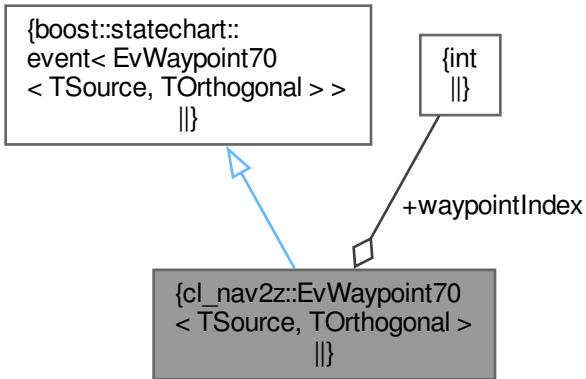 {boost::statechart::
event< EvWaypoint70
< TSource, TOrthogonal > >
||}
{int
||}
+waypointIndex
{cl_nav2z::EvWaypoint70
< TSource, TOrthogonal >
||}